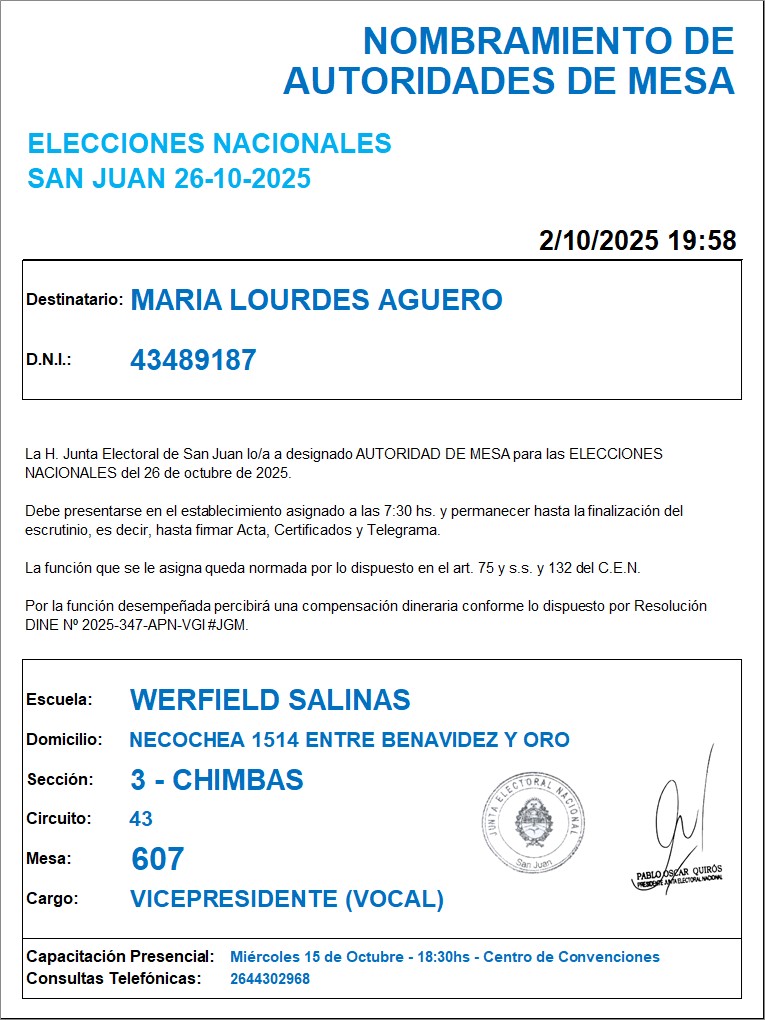 NOMBRAMIENTO DE
AUTORIDADES DE MESA
ELECCIONES NACIONALES
SAN JUAN 26-10-2025
2/10/2025 19:58
Destinatario: MARIA LOURDES AGUERO
D.N.I.: 43489187
La H. Junta Electoral de San Juan lo/a a designado AUTORIDAD DE MESA para las ELECCIONES
NACIONALES del 26 de octubre de 2025.
Debe presentarse en el establecimiento asignado a las 7:30 hs. y permanecer hasta la finalización del
escrutinio, es decir, hasta firmar Acta, Certificados y Telegrama.
La función que se le asigna queda normada por lo dispuesto en el art. 75 y s.s. y 132 del C.E.N.
Por la función desempeñada percibirá una compensación dineraria conforme lo dispuesto por Resolución
DINE Nº 2025-347-APN-VGI#JGM.
Escuela: WERFIELD SALINAS
Domicilio: NECOCHEA 1514 ENTRE BENAVIDEZ Y ORO
Sección: 3 - CHIMBAS
Circuito: 43
Mesa: 607
Cargo: VICEPRESIDENTE (VOCAL)
JUNTA ELECTORAL NACIONAL
San Juan
PABLO OSCAR QUIRÓS
PRESIDENTE JUNTA ELECTORAL NACIONAL
Capacitación Presencial: Miércoles 15 de Octubre - 18:30hs - Centro de Convenciones
Consultas Telefónicas: 2644302968